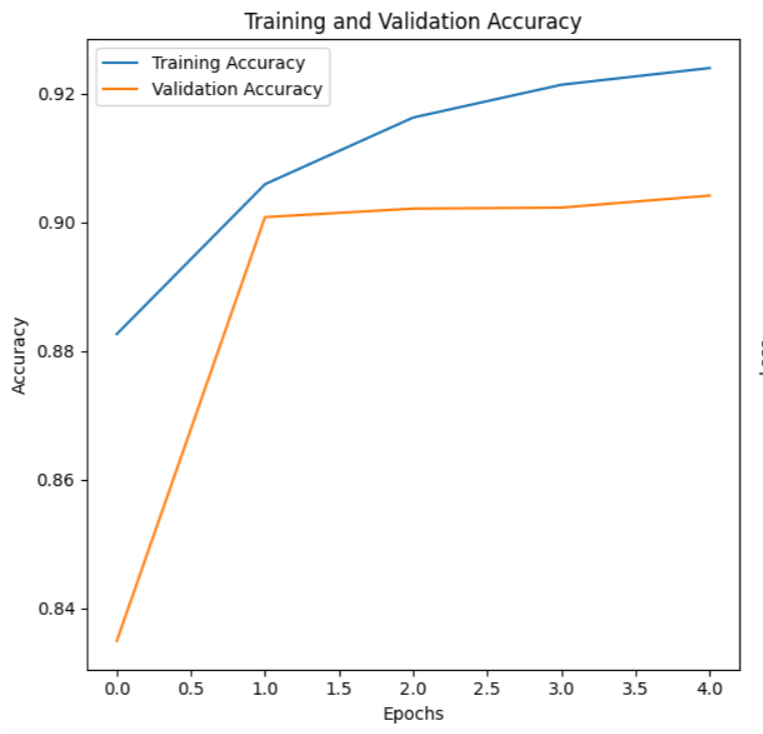 Training and Validation Accuracy
Training Accuracy
Validation Accuracy
0.92
0.90
0.88
0.86
0.84
Accuracy
0.0 0.5 1.0 1.5 2.0 2.5 3.0 3.5 4.0
Epochs